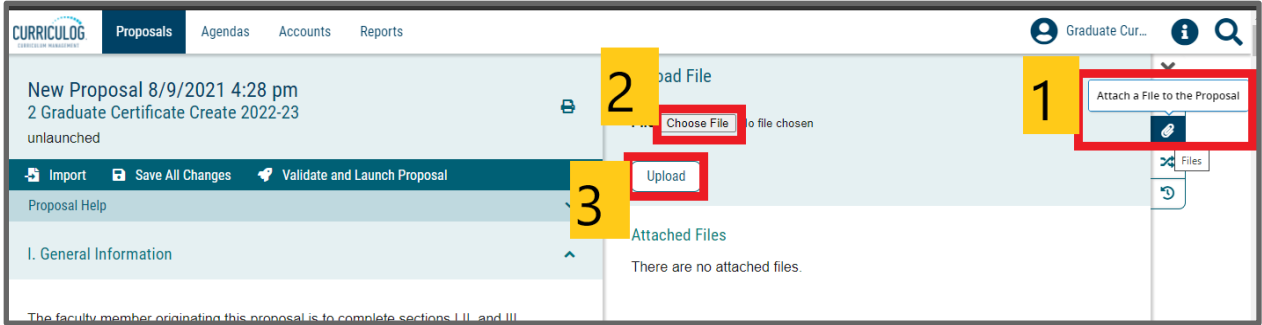 CURRICULOG
CURRICULUM MANAGEMENT
Proposals Agendas Accounts Reports
Graduate Cur...
New Proposal 8/9/2021 4:28 pm
2 Graduate Certificate Create 2022-23
unlaunched
Import Save All Changes Validate and Launch Proposal
Proposal Help
I. General Information
The faculty member originating this proposal is to complete sections I,II, and III
2
oad File
Choose File o file chosen
3
Upload
Attached Files
There are no attached files.
1
Attach a File to the Proposal
Files